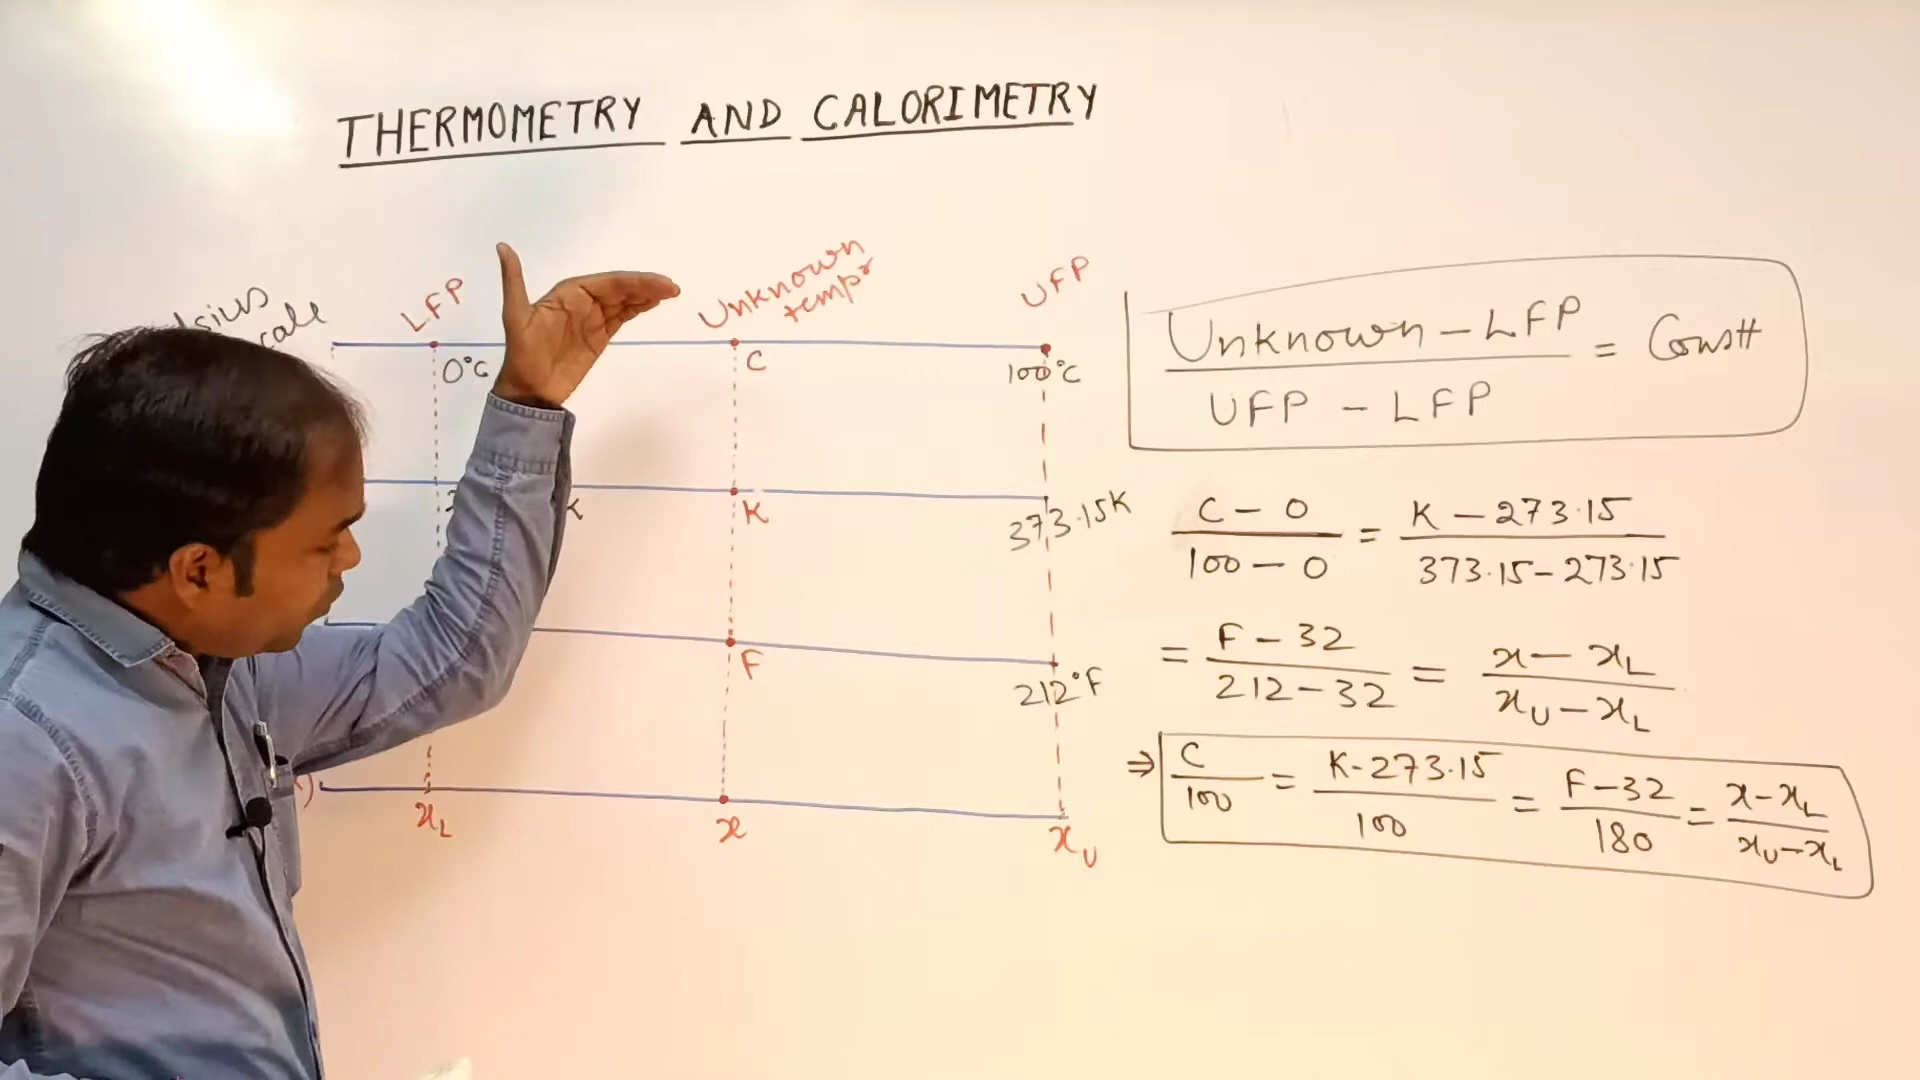 THERMOMETRY AND CALORIMETRY
LFP
Unknown
tempr
UFP
0°C
C
100°C
K
373.15K
F
212°F
x_L
x
x_U
Unknown - LFP
UFP - LFP
= Constt
C - 0
100 - 0
=
K - 273.15
373.15 - 273.15
=
F - 32
212 - 32
=
x - x_L
x_U - x_L
⇒
C
100
=
K - 273.15
100
=
F - 32
180
=
x - x_L
x_U - x_L